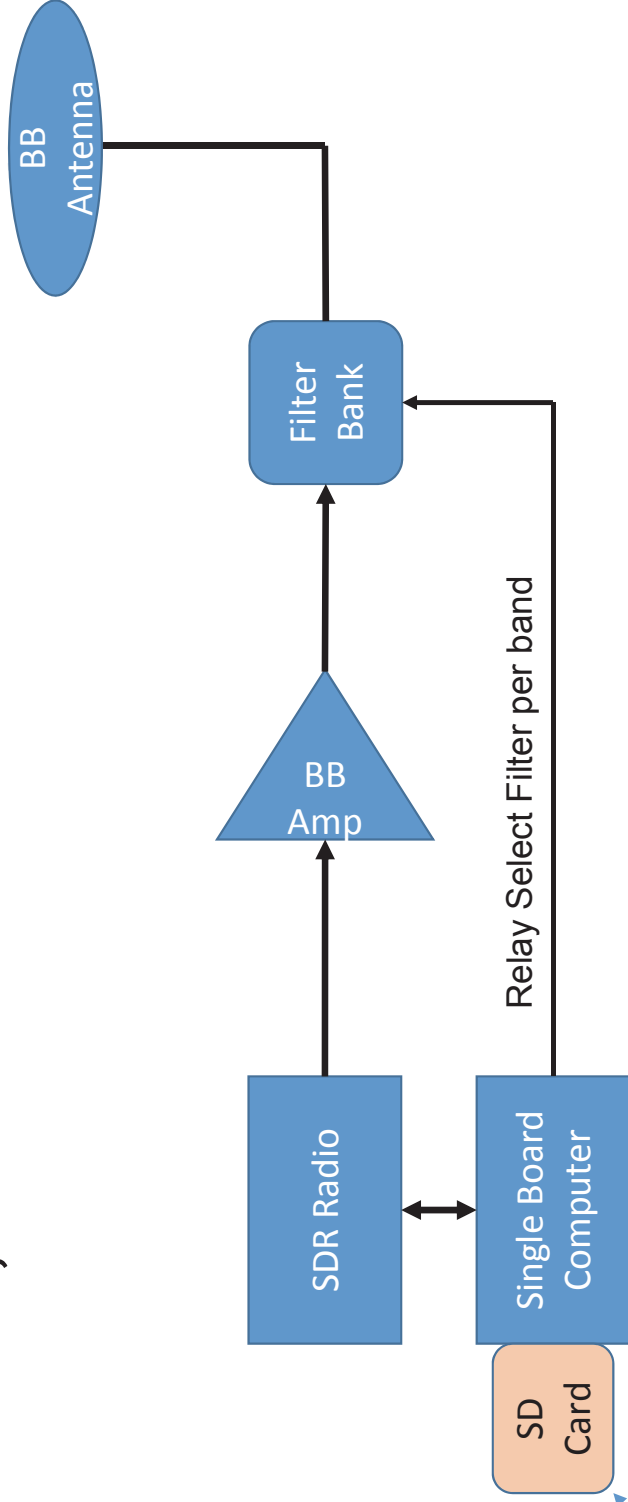 BB
Antenna
Filter
Bank
BB
Amp
Relay Select Filter per band
SDR Radio
Single Board
Computer
SD
Card